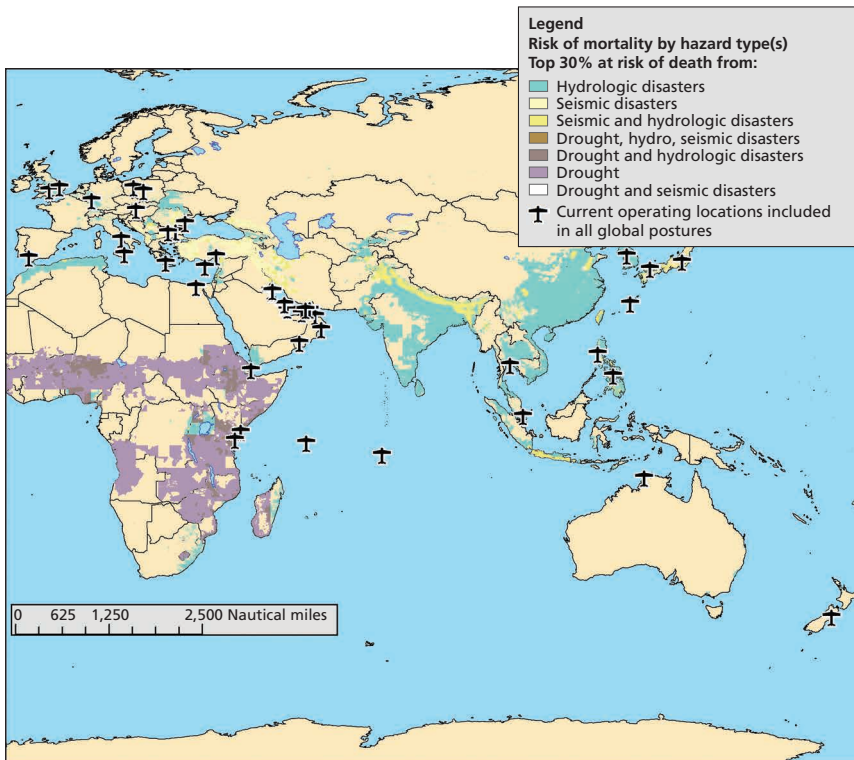 Legend
Risk of mortality by hazard type(s)
Top 30% at risk of death from:
Hydrologic disasters
Seismic disasters
Seismic and hydrologic disasters
Drought, hydro, seismic disasters
Drought and hydrologic disasters
Drought
Drought and seismic disasters
Current operating locations included
in all global postures
0 625 1,250 2,500 Nautical miles